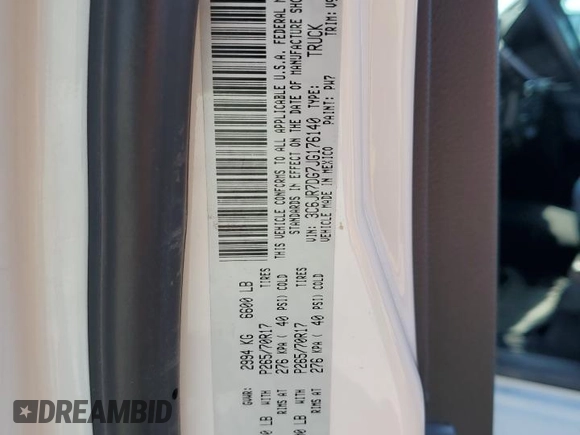 THIS VEHICLE CONFORMS TO ALL APPLICABLE U.S.A. FEDERAL
STANDARDS IN EFFECT ON THE DATE OF MANUFACTURE
VIN: 3C6JR7DG7JG176140 TYPE: TRUCK
VEHICLE MADE IN MEXICO PAINT: PW7 TRIM:
GVWR: 2994 KG 6600 LB
LB WITH P265/70R17 TIRES
RIMS AT 276 KPA ( 40 PSI) COLD
LB WITH P265/70R17 TIRES
RIMS AT 276 KPA ( 40 PSI) COLD
DREAMBID